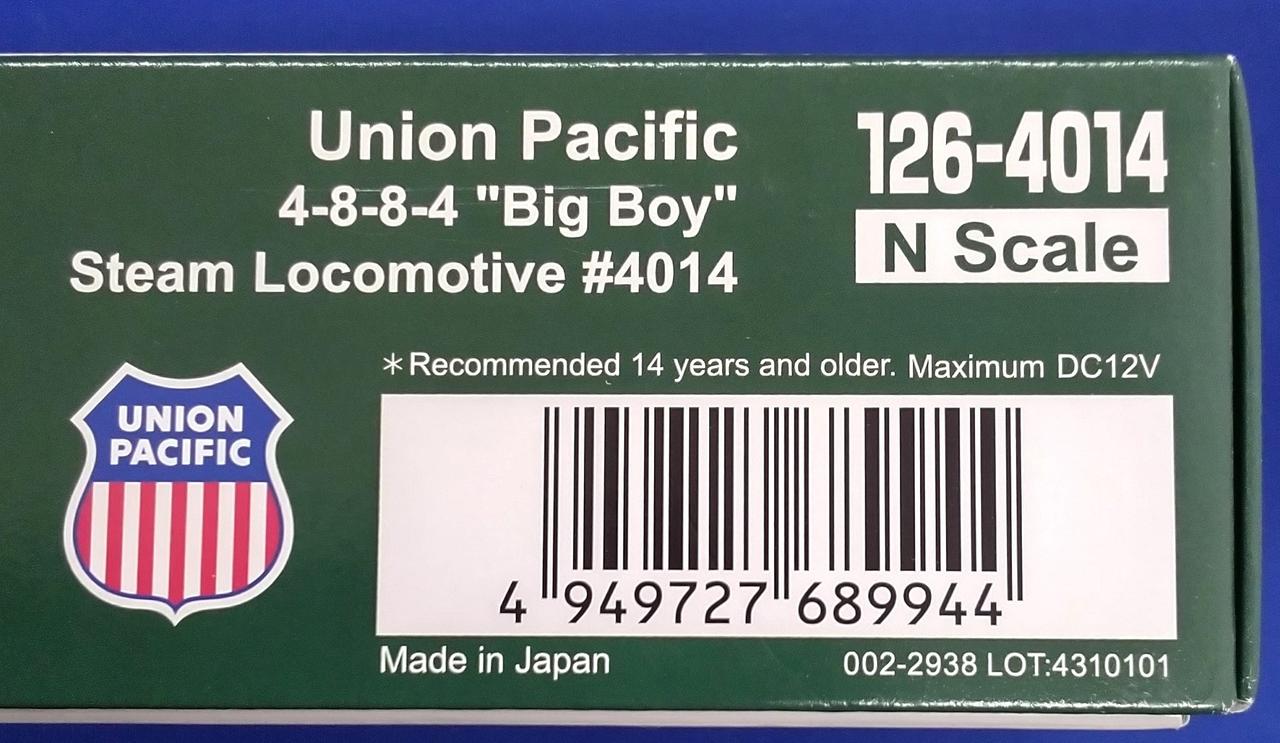 Union Pacific
4-8-8-4 "Big Boy"
Steam Locomotive #4014
126-4014
N Scale
＊Recommended 14 years and older. Maximum DC12V
UNION
PACIFIC
4 949727 689944
Made in Japan
002-2938 LOT:4310101